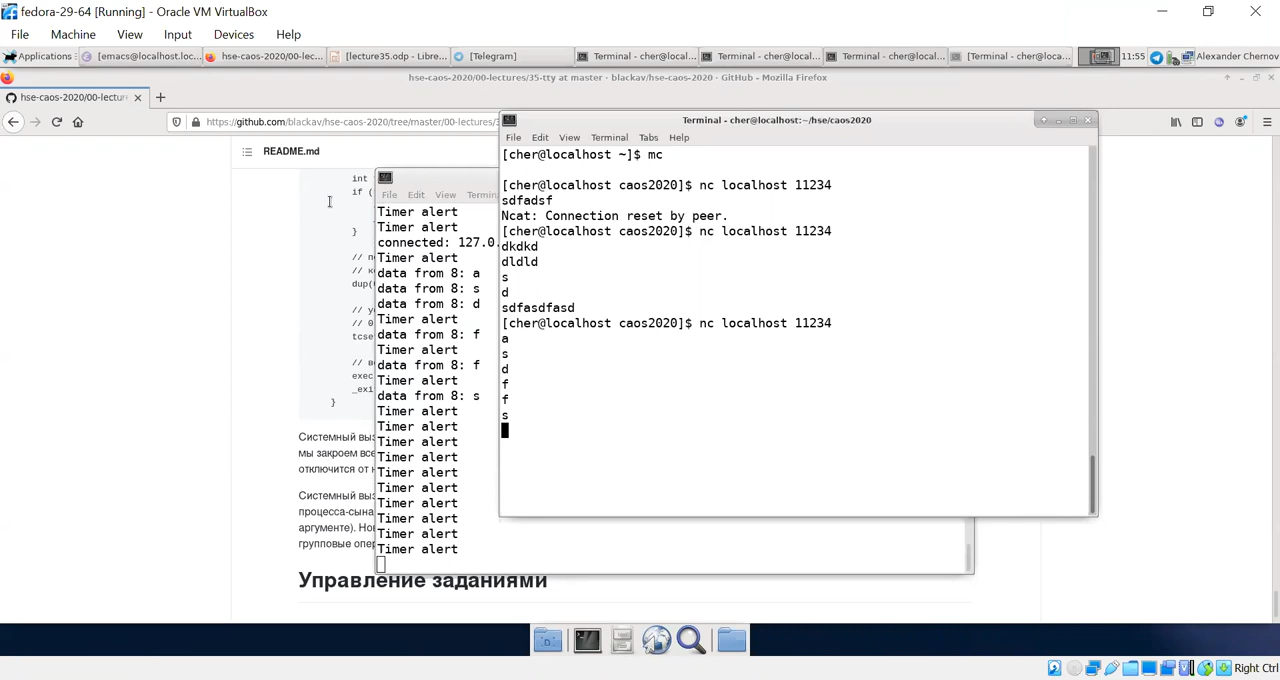 fedora-29-64 [Running] - Oracle VM VirtualBox
File Machine View Input Devices Help
Applications [emacs@localhost.loc... hse-caos-2020/00-lec... [lecture35.odp - Libre... [Telegram] Terminal - cher@local... Terminal - cher@local... Terminal - cher@local... [Terminal - cher@local... 11:55 Alexander Chernov
hse-caos-2020/00-lectures/35-tty at master · blackav/hse-caos-2020 · GitHub - Mozilla Firefox
hse-caos-2020/00-lectur
https://github.com/blackav/hse-caos-2020/tree/master/00-lectures/3
README.md
int
if (
}
dup(
tcse
exec
_exi
}
Системный
мы закроем все
отключится от
Системный
процесса-сына
аргументе).
групповые
Управление заданиями
File Edit View
Timer alert
Timer alert
connected: 127.0.
Timer alert
data from 8: a
data from 8: s
data from 8: d
Timer alert
data from 8: f
Timer alert
data from 8: f
Timer alert
data from 8: s
Timer alert
Timer alert
Timer alert
Timer alert
Timer alert
Timer alert
Timer alert
Timer alert
Timer alert
Timer alert
Terminal - cher@localhost:~/hse/caos2020
File Edit View Terminal Tabs Help
[cher@localhost ~]$ mc
[cher@localhost caos2020]$ nc localhost 11234
sdfadsf
Ncat: Connection reset by peer.
[cher@localhost caos2020]$ nc localhost 11234
dkdkd
dldld
s
d
sdfasdfasd
[cher@localhost caos2020]$ nc localhost 11234
a
s
d
f
f
s
Right Ctrl